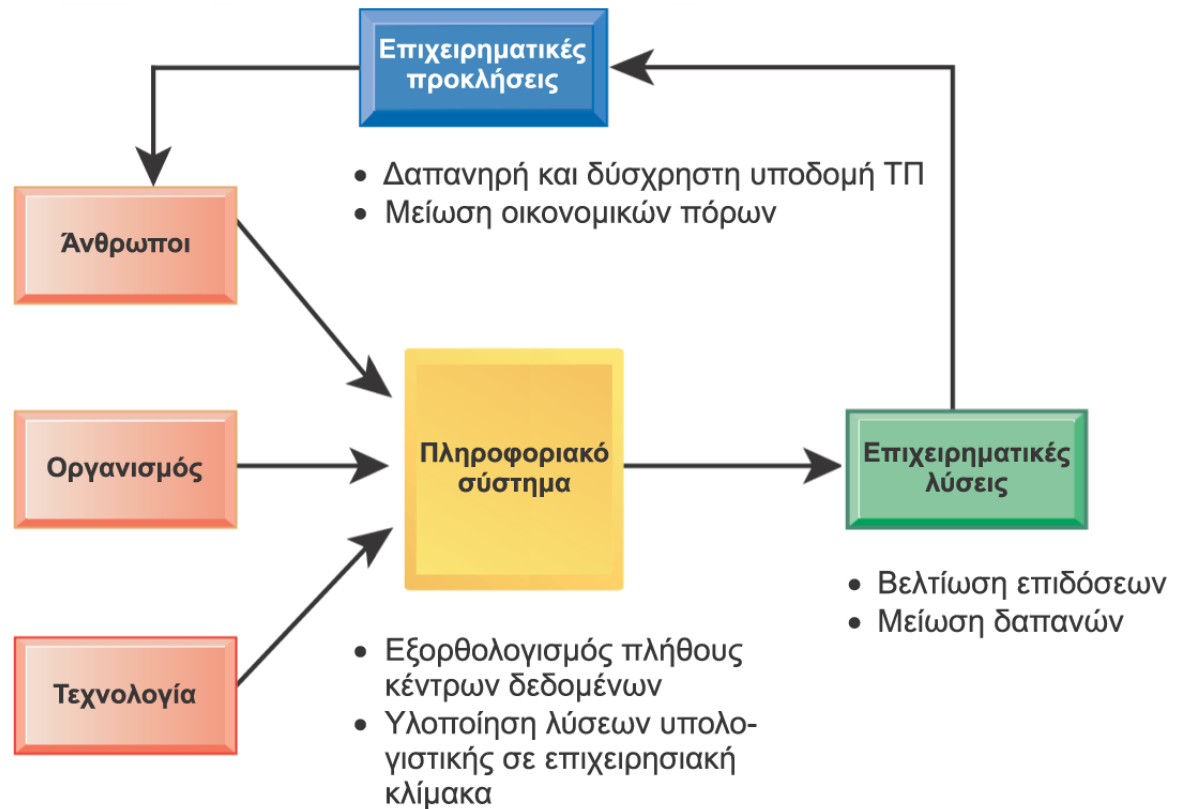 Επιχειρηματικές
προκλήσεις
• Δαπανηρή και δύσχρηστη υποδομή ΤΠ
• Μείωση οικονομικών πόρων
Άνθρωποι
Οργανισμός
Τεχνολογία
Πληροφοριακό
σύστημα
• Εξορθολογισμός πλήθους
κέντρων δεδομένων
• Υλοποίηση λύσεων υπολο-
γιστικής σε επιχειρησιακή
κλίμακα
Επιχειρηματικές
λύσεις
• Βελτίωση επιδόσεων
• Μείωση δαπανών